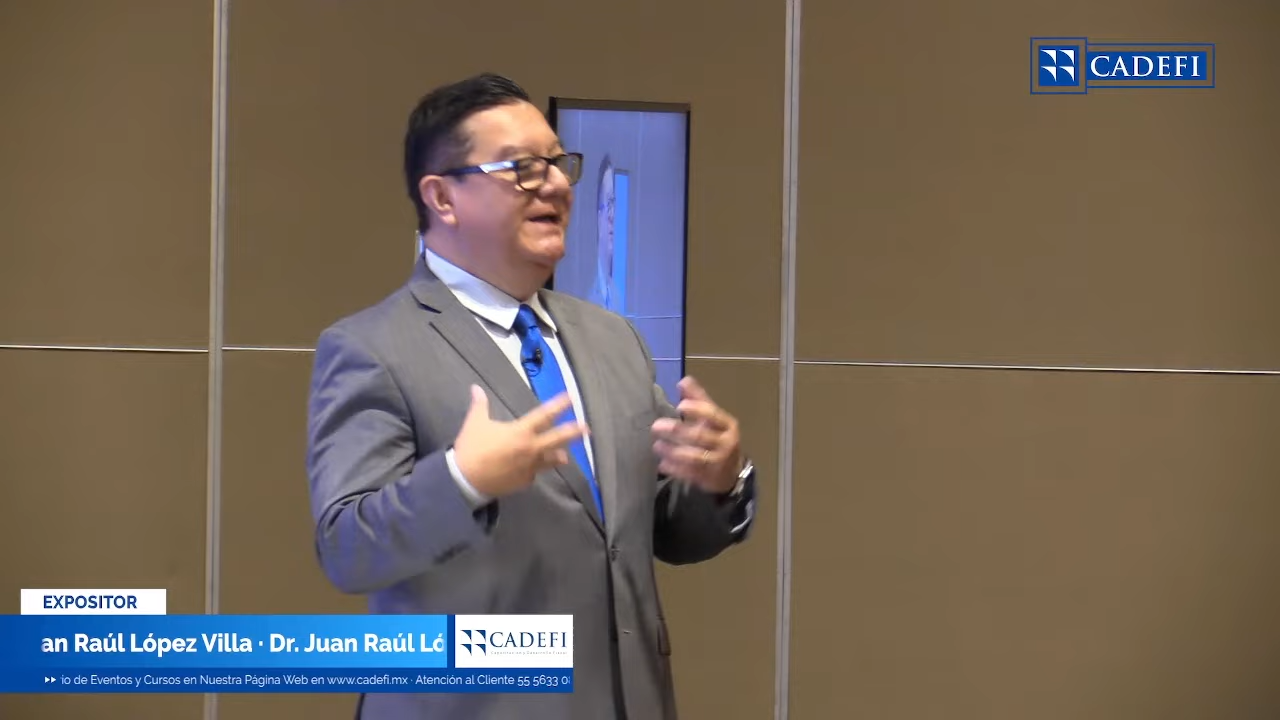 CADEFI
EXPOSITOR
an Raúl López Villa · Dr. Juan Raúl Ló
CADEFI
io de Eventos y Cursos en Nuestra Página Web en www.cadefi.mx · Atención al Cliente 55 5633 0